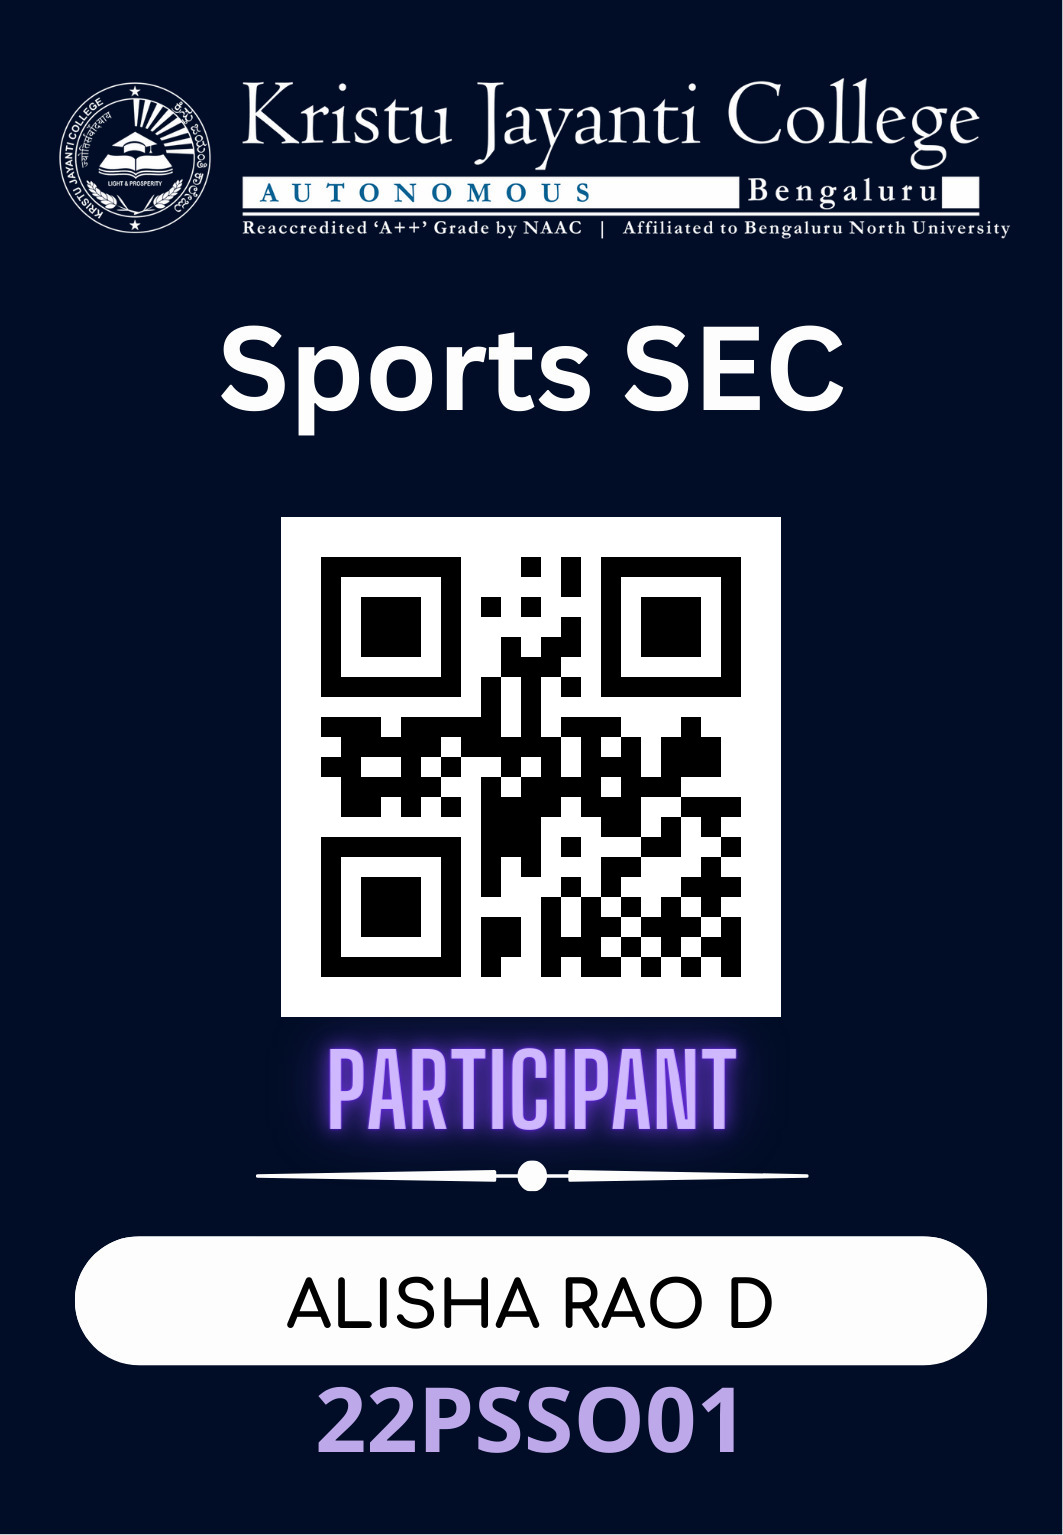 KRISTU JAYANTI COLLEGE
LIGHT & PROSPERITY
Kristu Jayanti College
AUTONOMOUS Bengaluru
Reaccredited ‘A++’ Grade by NAAC | Affiliated to Bengaluru North University
Sports SEC
PARTICIPANT
ALISHA RAO D
22PSSO01